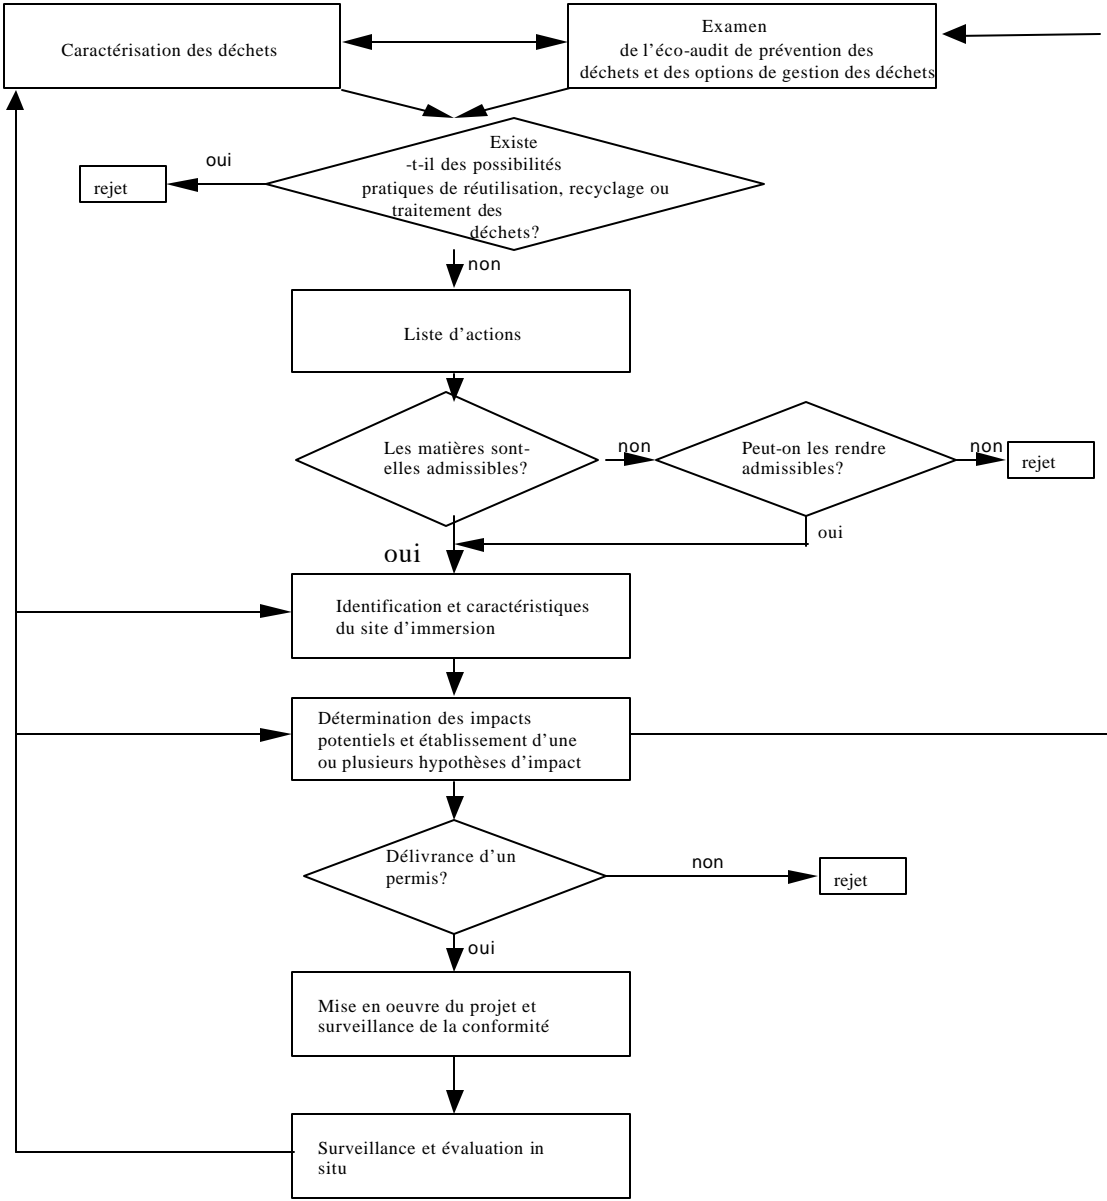 Caractérisation des déchets
Examen
de l’éco-audit de prévention des
déchets et des options de gestion des déchets
Existe
-t-il des possibilités
pratiques de réutilisation, recyclage ou
traitement des
déchets?
oui
rejet
non
Liste d’actions
Les matières sont-
elles admissibles?
non
Peut-on les rendre
admissibles?
non
rejet
oui
oui
Identification et caractéristiques
du site d’immersion
Détermination des impacts
potentiels et établissement d’une
ou plusieurs hypothèses d’impact
Délivrance d’un
permis?
non
rejet
oui
Mise en oeuvre du projet et
surveillance de la conformité
Surveillance et évaluation in
situ